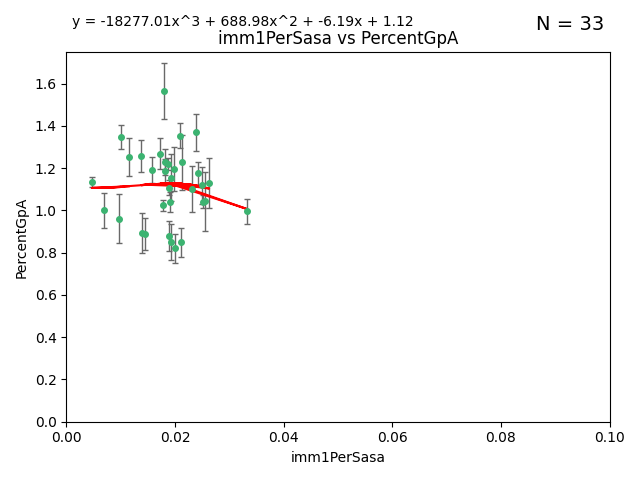 y = -18277.01x^3 + 688.98x^2 + -6.19x + 1.12
N = 33
imm1PerSasa vs PercentGpA
PercentGpA
1.6
1.4
1.2
1.0
0.8
0.6
0.4
0.2
0.0
0.00 0.02 0.04 0.06 0.08 0.10
imm1PerSasa